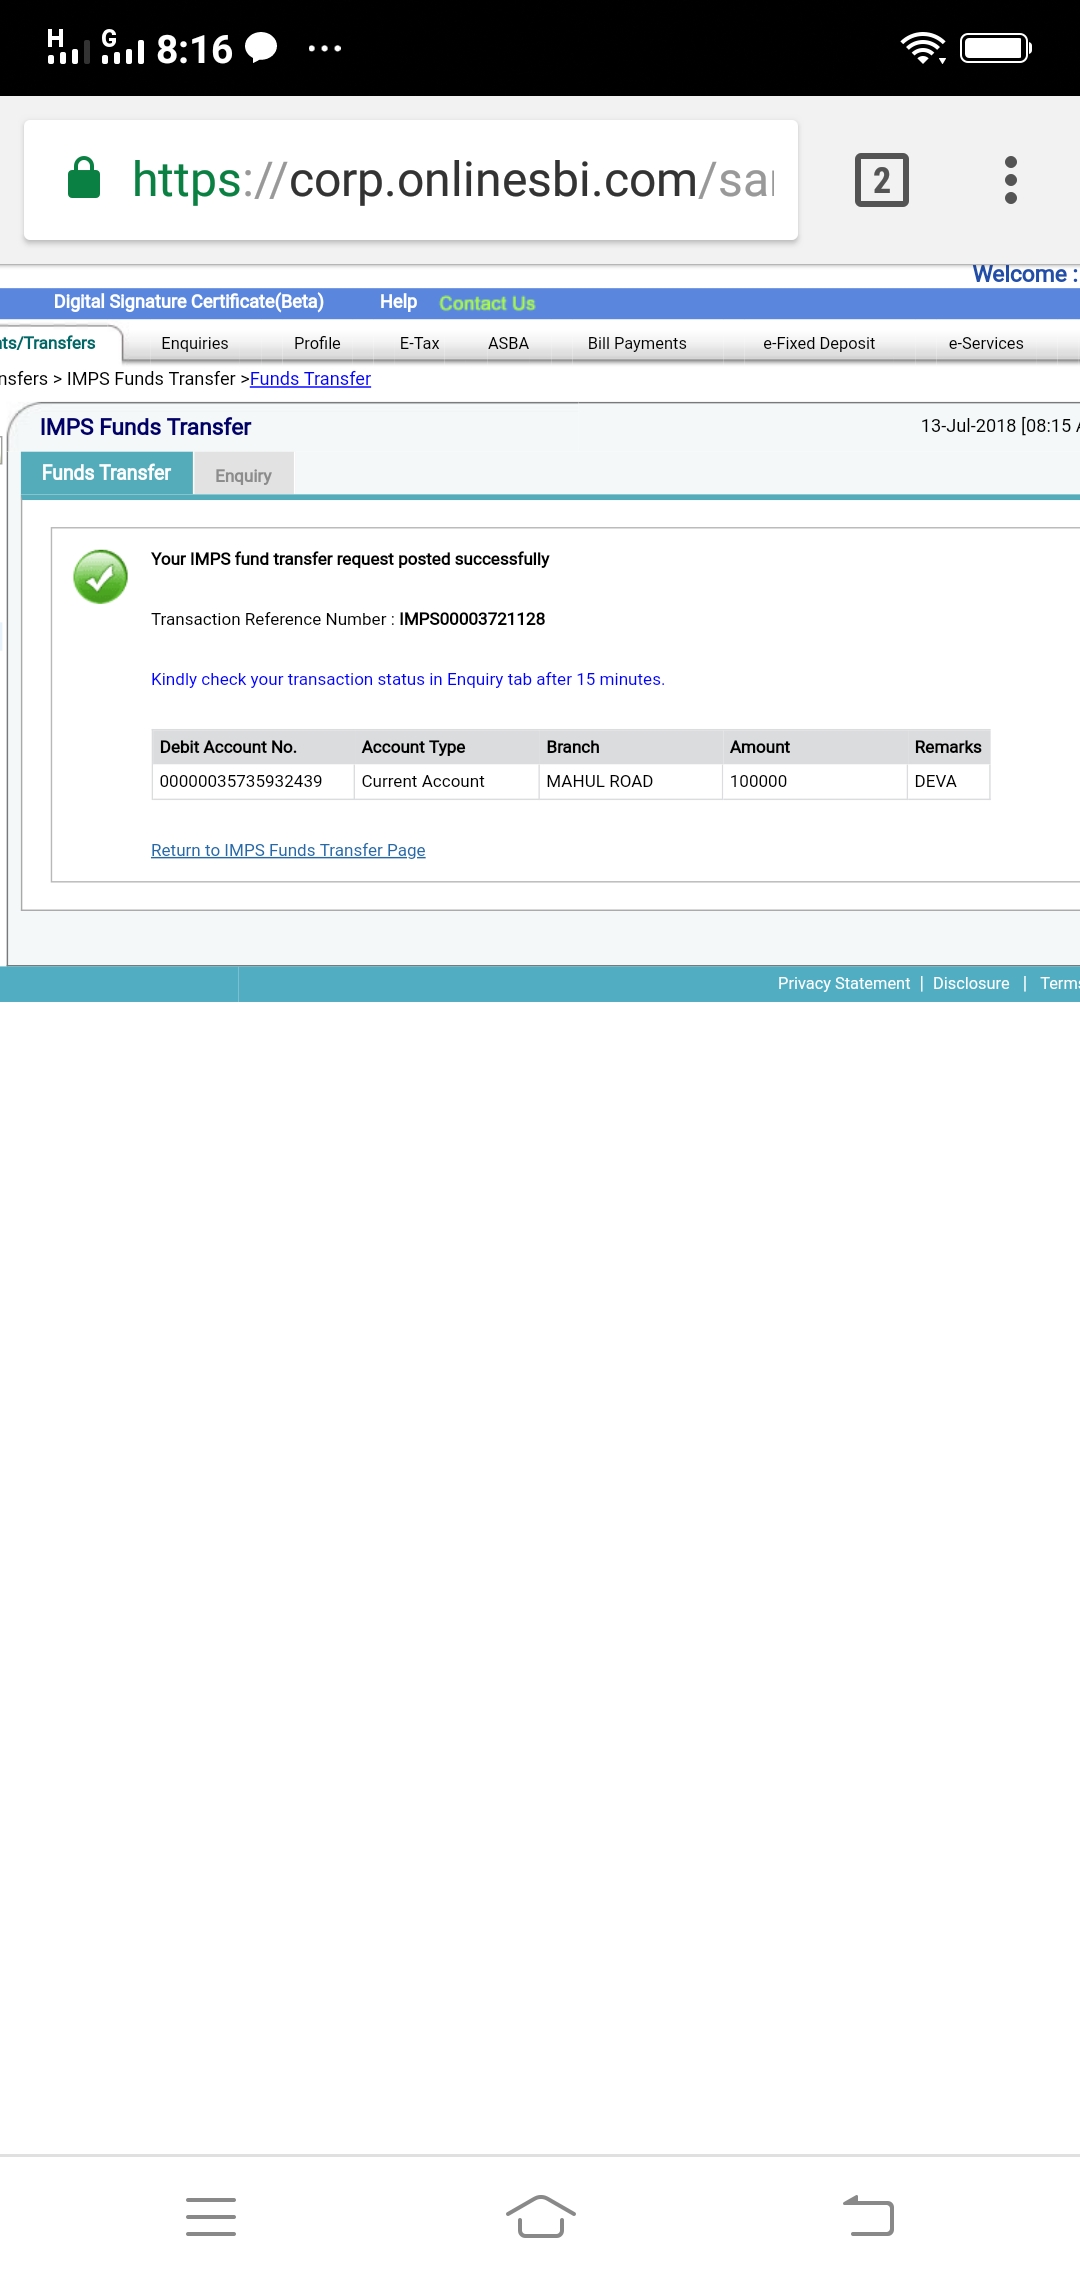 H G 8:16
https://corp.onlinesbi.com/sa
2
Welcome :
Digital Signature Certificate(Beta) Help Contact Us
ts/Transfers Enquiries Profile E-Tax ASBA Bill Payments e-Fixed Deposit e-Services
nsfers > IMPS Funds Transfer >Funds Transfer
IMPS Funds Transfer 13-Jul-2018 [08:15 A
Funds Transfer Enquiry
Your IMPS fund transfer request posted successfully
Transaction Reference Number : IMPS00003721128
Kindly check your transaction status in Enquiry tab after 15 minutes.
Debit Account No. Account Type Branch Amount Remarks
00000035735932439 Current Account MAHUL ROAD 100000 DEVA
Return to IMPS Funds Transfer Page
Privacy Statement | Disclosure | Terms